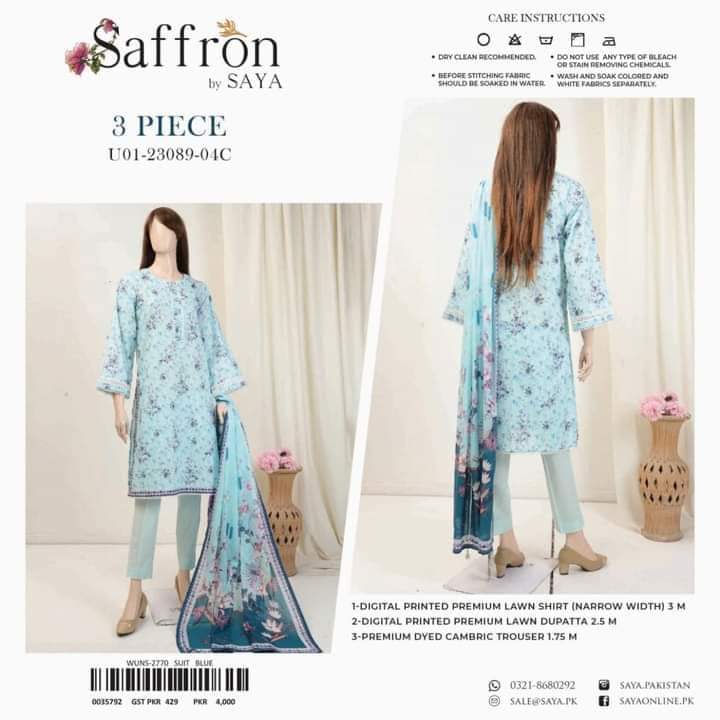 Saffron
by SAYA
3 PIECE
U01-23089-04C
CARE INSTRUCTIONS
• DRY CLEAN RECOMMENDED.
• BEFORE STITCHING FABRIC
SHOULD BE SOAKED IN WATER.
• DO NOT USE ANY TYPE OF BLEACH
OR STAIN REMOVING CHEMICALS.
• WASH AND SOAK COLORED AND
WHITE FABRICS SEPARATELY.
1-DIGITAL PRINTED PREMIUM LAWN SHIRT (NARROW WIDTH) 3 M
2-DIGITAL PRINTED PREMIUM LAWN DUPATTA 2.5 M
3-PREMIUM DYED CAMBRIC TROUSER 1.75 M
WUNS-2770 SUIT BLUE
0035792 GST PKR 429 PKR 4,000
0321-8680292 SAYA.PAKISTAN
SALE@SAYA.PK SAYAONLINE.PK